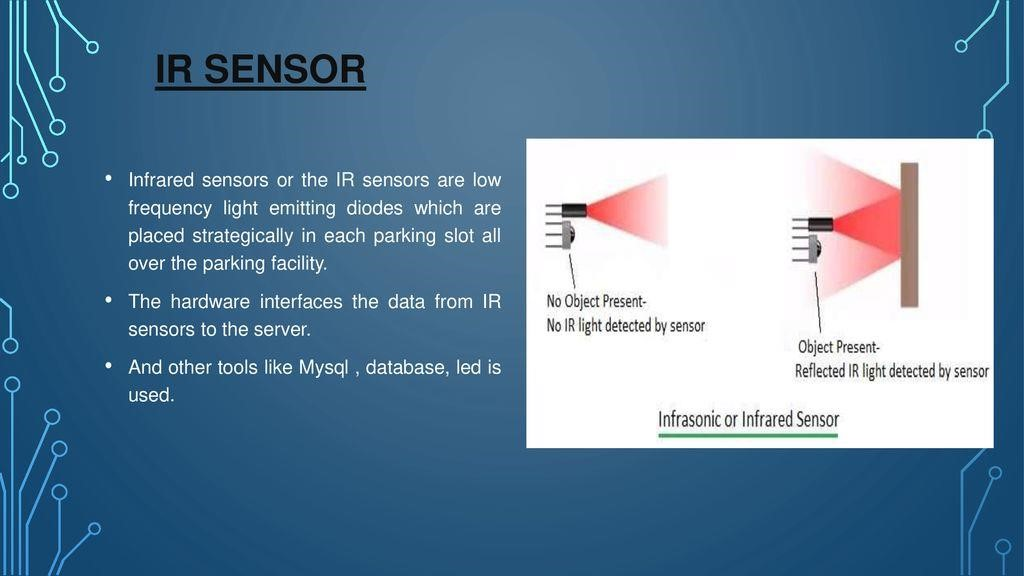 IR SENSOR
• Infrared sensors or the IR sensors are low
frequency light emitting diodes which are
placed strategically in each parking slot all
over the parking facility.
• The hardware interfaces the data from IR
sensors to the server.
• And other tools like Mysql , database, led is
used.
No Object Present-
No IR light detected by sensor
Object Present-
Reflected IR light detected by sensor
Infrasonic or Infrared Sensor